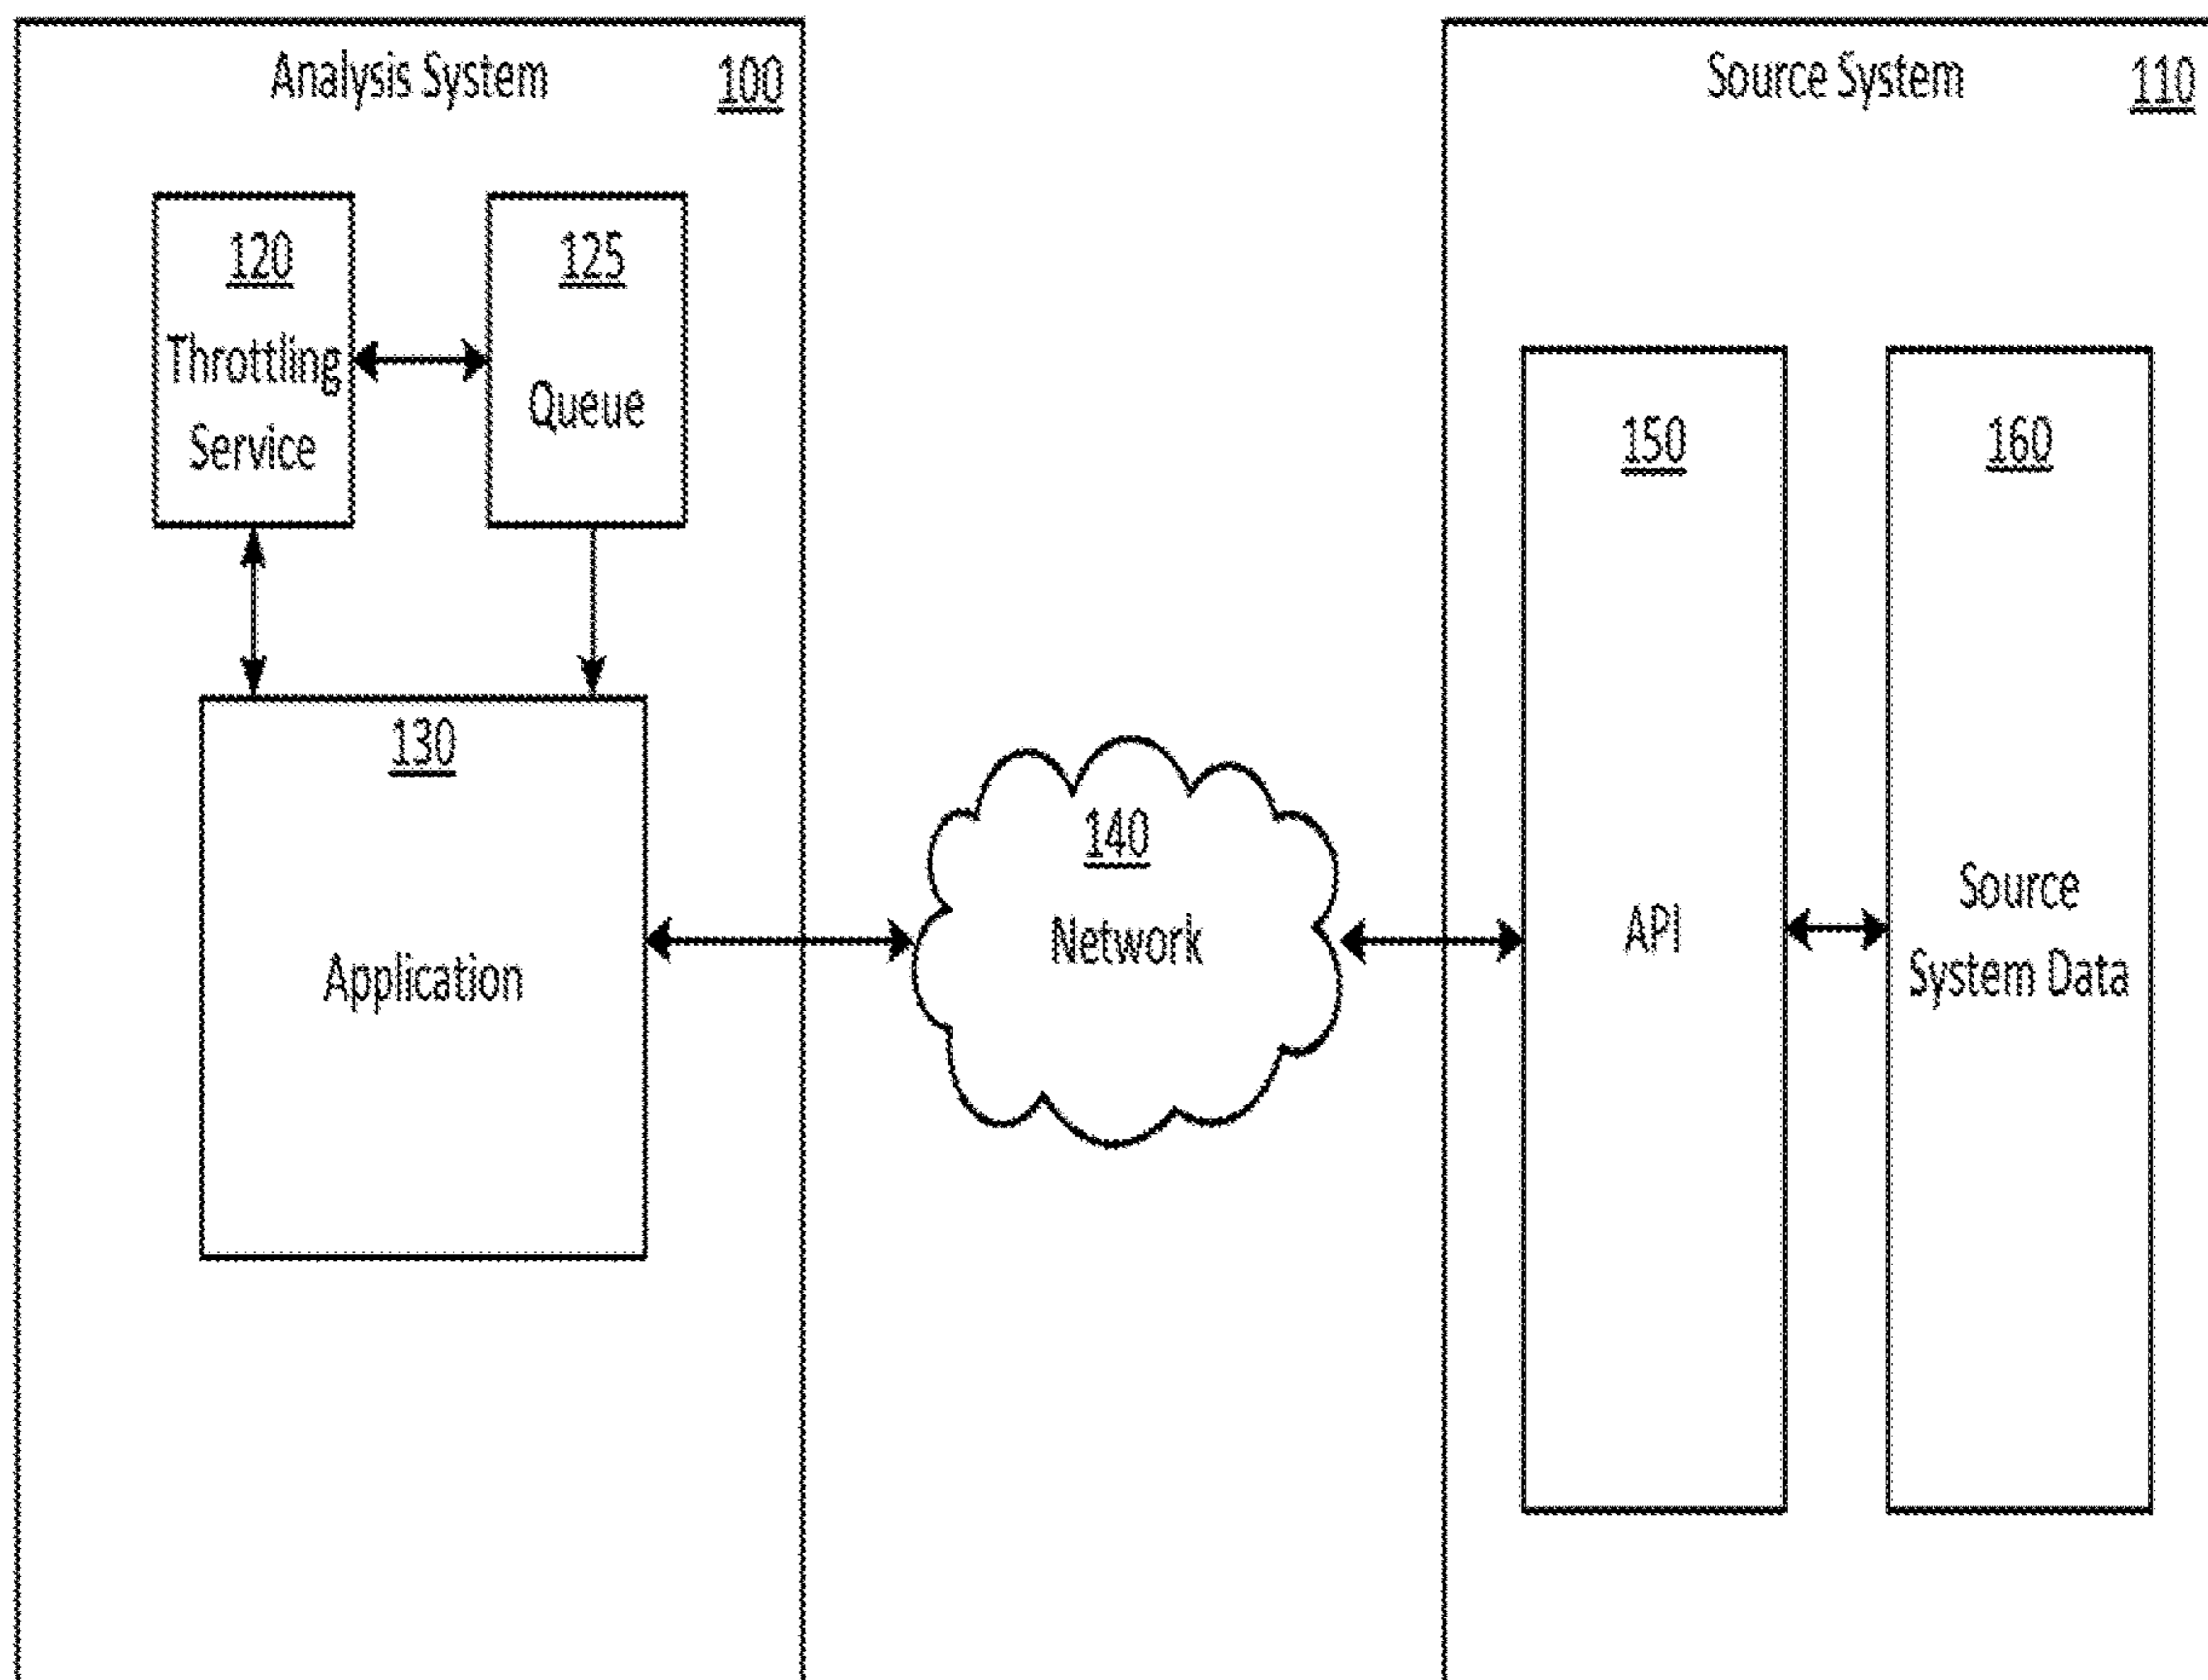 Analysis System
100
120
Throttling
Service
125
Queue
130
Application
140
Network
Source System
110
150
API
160
Source
System Data